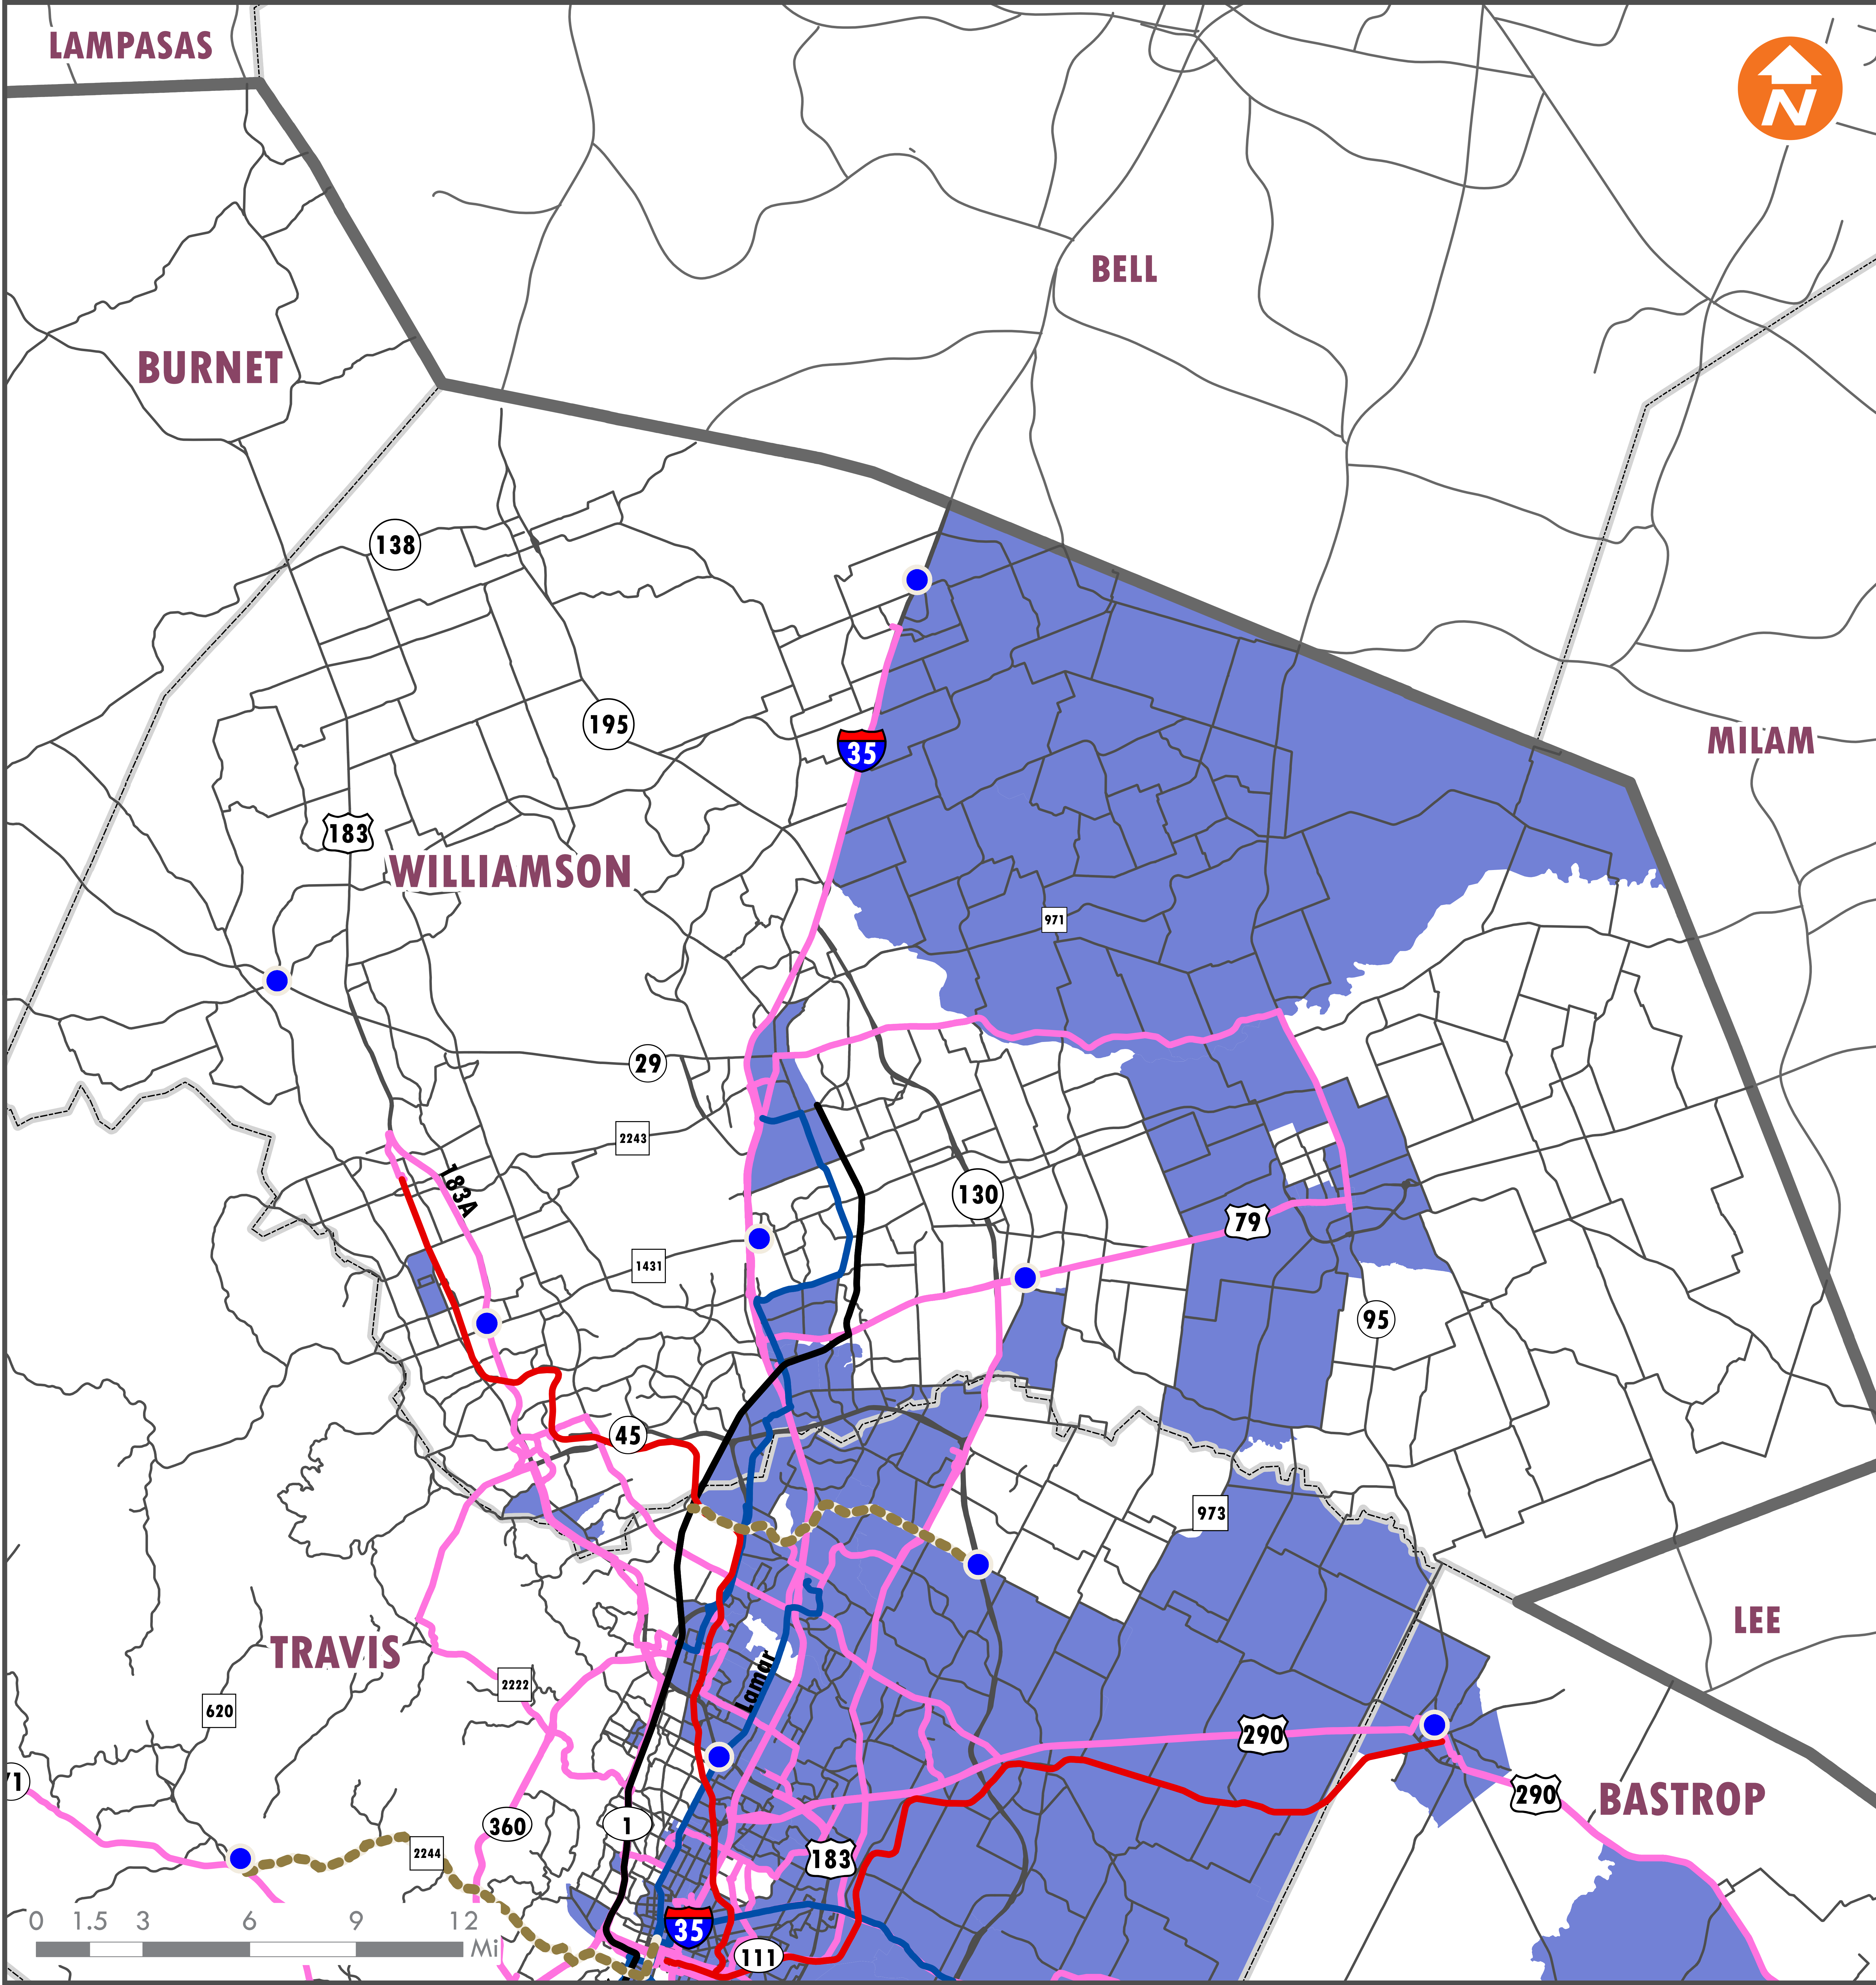 LAMPASAS
N
BELL
BURNET
138
195
35
MILAM
183
WILLIAMSON
971
29
2243
183A
130
79
1431
95
45
973
LEE
TRAVIS
Lamar
2222
620
290
71
290
BASTROP
360
1
2244
183
0 1.5 3 6 9 12
Mi
35
111